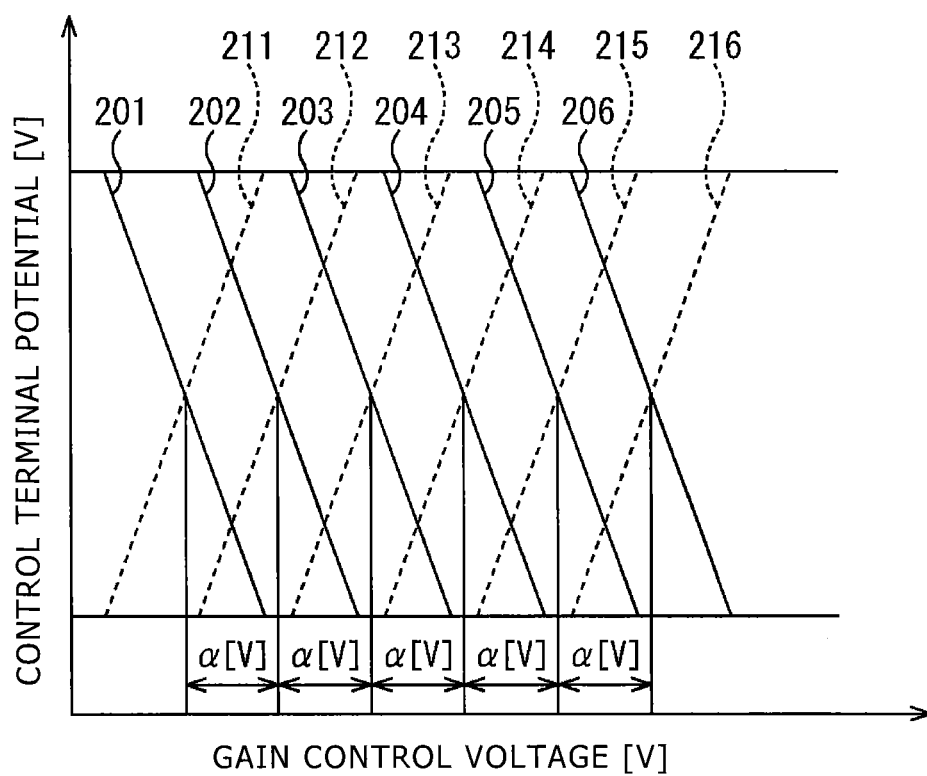 211 212 213 214 215 216
201 202 203 204 205 206
CONTROL TERMINAL POTENTIAL [V]
α[V] α[V] α[V] α[V] α[V]
GAIN CONTROL VOLTAGE [V]